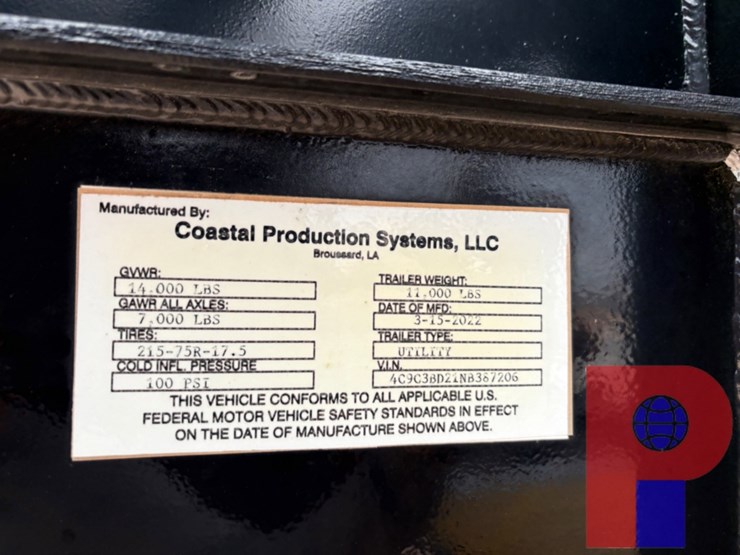 Manufactured By:
Coastal Production Systems, LLC
Broussard, LA
GVWR:
14,000 LBS
GAWR ALL AXLES:
7,000 LBS
TIRES:
215-75R-17.5
COLD INFL. PRESSURE
100 PSI
TRAILER WEIGHT:
11,000 LBS
DATE OF MFD:
3-15-2022
TRAILER TYPE:
UTILITY
V.I.N.
4C9C3BD21NB387206
THIS VEHICLE CONFORMS TO ALL APPLICABLE U.S.
FEDERAL MOTOR VEHICLE SAFETY STANDARDS IN EFFECT
ON THE DATE OF MANUFACTURE SHOWN ABOVE.